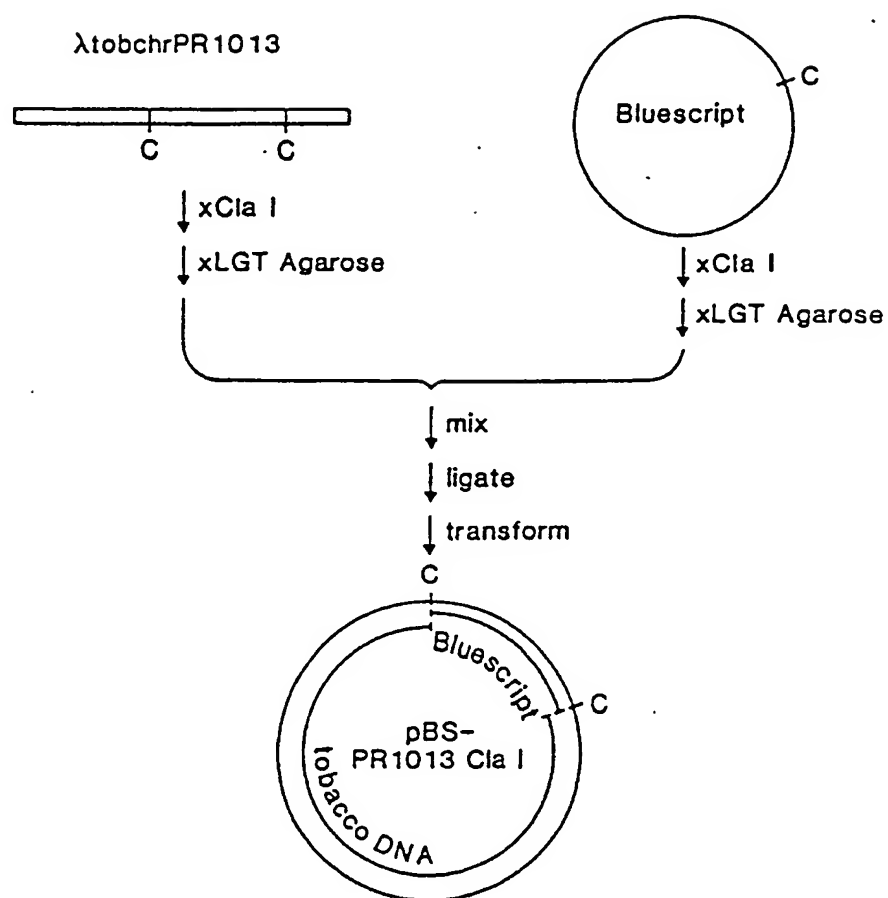 λtobchrPR1013
C
C
xCla I
xLGT Agarose
Bluescript
C
xCla I
xLGT Agarose
mix
ligate
transform
C
Bluescript
C
pBS-
PR1013 Cla I
tobacco DNA